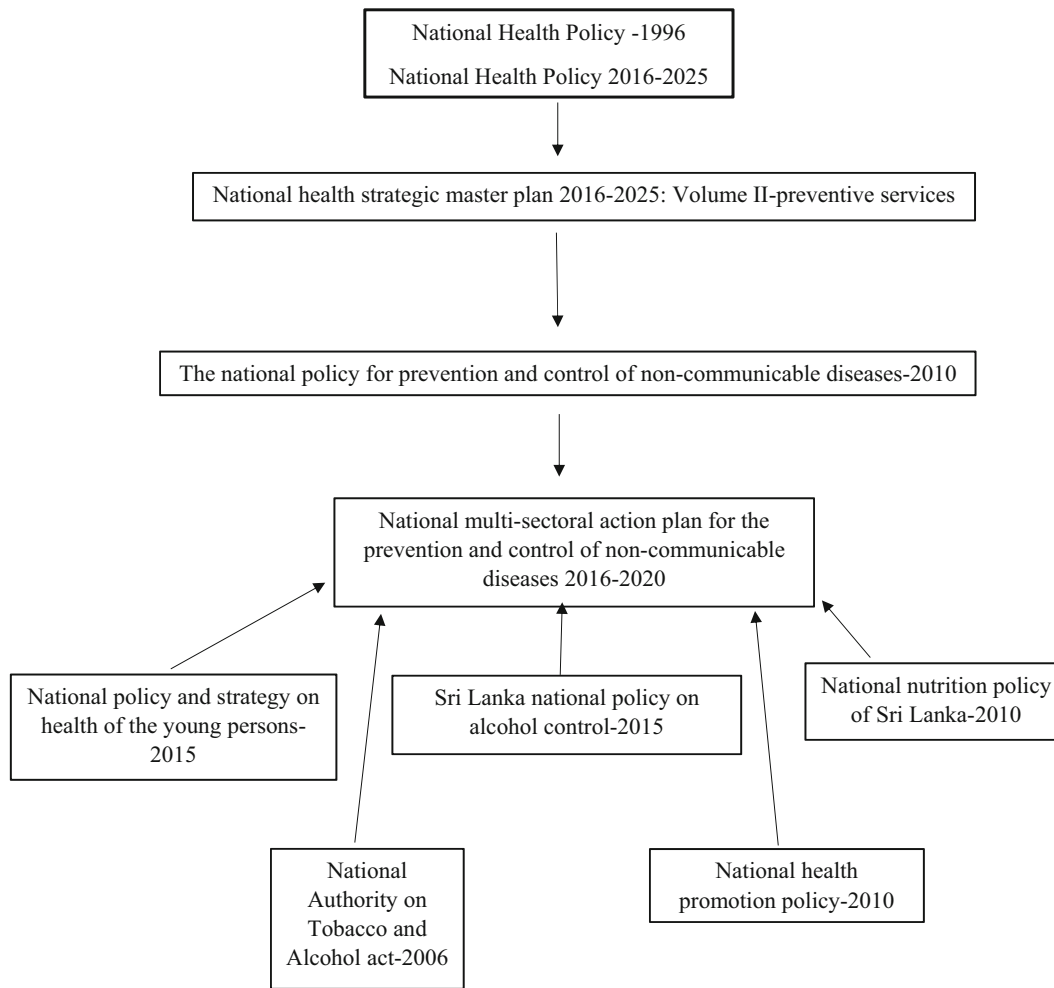 National Health Policy -1996
National Health Policy 2016-2025
National health strategic master plan 2016-2025: Volume II-preventive services
The national policy for prevention and control of non-communicable diseases-2010
National multi-sectoral action plan for the
prevention and control of non-communicable
diseases 2016-2020
National policy and strategy on
health of the young persons-
2015
Sri Lanka national policy on
alcohol control-2015
National nutrition policy
of Sri Lanka-2010
National
Authority on
Tobacco and
Alcohol act-2006
National health
promotion policy-2010